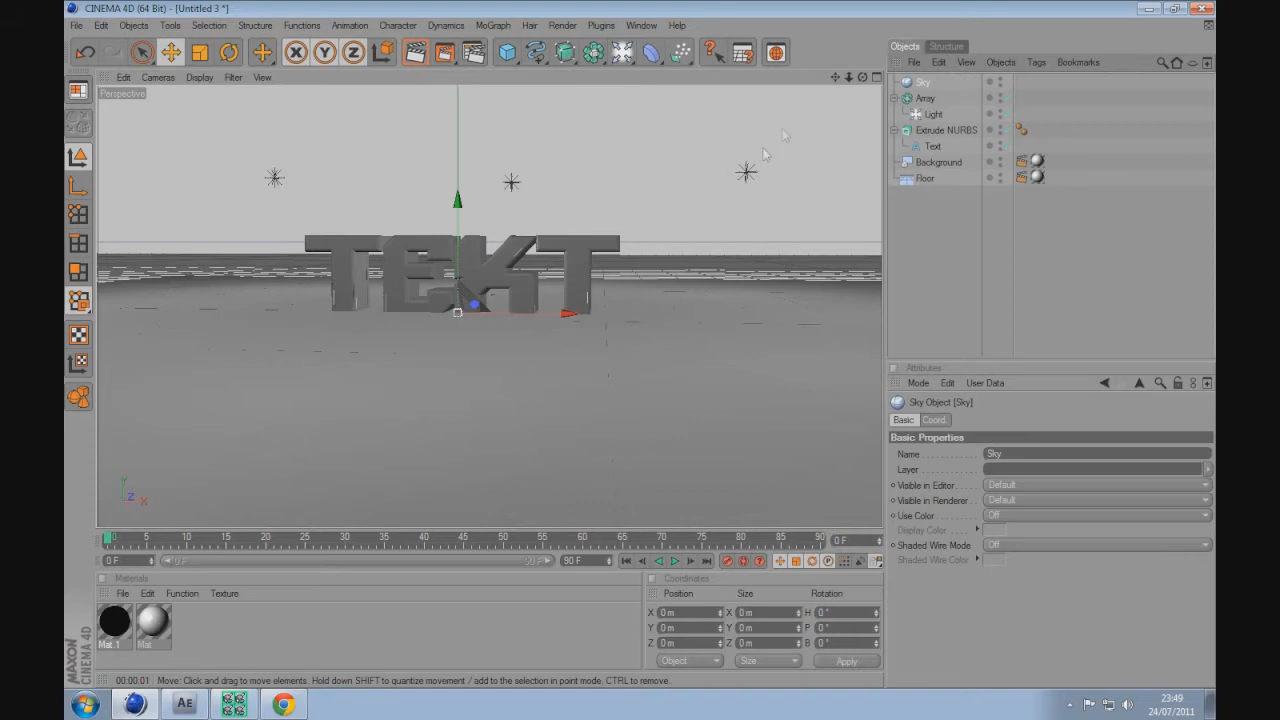 CINEMA 4D (64 Bit) - [Untitled 3 *]
File Edit Objects Tools Selection Structure Functions Animation Character Dynamics MoGraph Hair Render Plugins Window Help
Edit Cameras Display Filter View
Perspective
TEKT
Y
Z X
0 5 10 15 20 25 30 35 40 45 50 55 60 65 70 75 80 85 90 0 F
0 F 0 F 90 F 90 F
Materials
File Edit Function Texture
Mat.1 Mat
Coordinates
Position Size Rotation
X 0 m X 0 m H 0 °
Y 0 m Y 0 m P 0 °
Z 0 m Z 0 m B 0 °
Object Size Apply
Objects Structure
File Edit View Objects Tags Bookmarks
Sky
Array
Light
Extrude NURBS
Text
Background
Floor
Attributes
Mode Edit User Data
Sky Object [Sky]
Basic Coord.
Basic Properties
Name Sky
Layer
Visible in Editor Default
Visible in Renderer Default
Use Color Off
Display Color
Shaded Wire Mode Off
Shaded Wire Color
MAXON CINEMA 4D
00:00:01 Move: Click and drag to move elements. Hold down SHIFT to quantize movement / add to the selection in point mode, CTRL to remove.
AE
23:49
24/07/2011